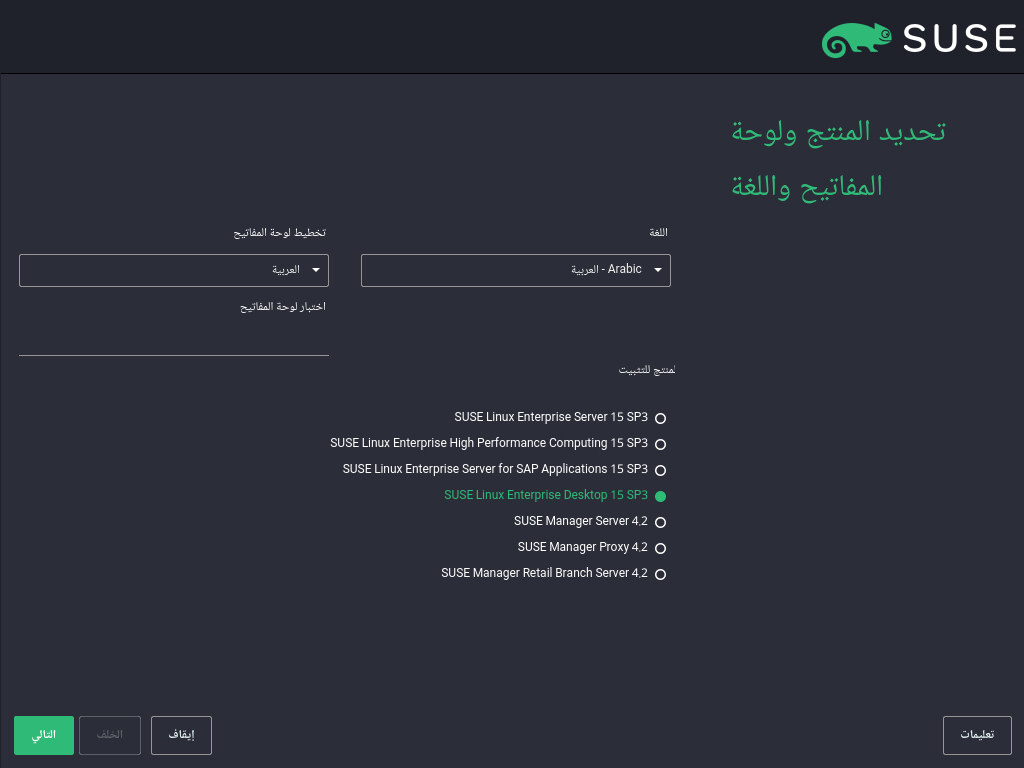 SUSE
تحديد المنتج ولوحة
المفاتيح واللغة
اللغة
تخطيط لوحة المفاتيح
العربية - Arabic
العربية
اختبار لوحة المفاتيح
لمنتج للتثبيت
SUSE Linux Enterprise Server 15 SP3
SUSE Linux Enterprise High Performance Computing 15 SP3
SUSE Linux Enterprise Server for SAP Applications 15 SP3
SUSE Linux Enterprise Desktop 15 SP3
SUSE Manager Server 4.2
SUSE Manager Proxy 4.2
SUSE Manager Retail Branch Server 4.2
تعليمات
إيقاف
الخلف
التالي